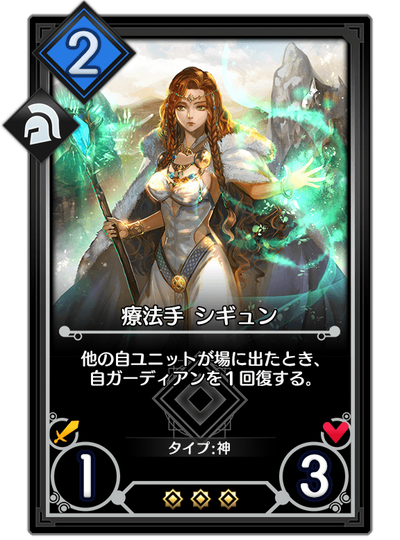 2
療法手 シギュン
他の自ユニットが場に出たとき、
自ガーディアンを1回復する。
タイプ:神
1
3